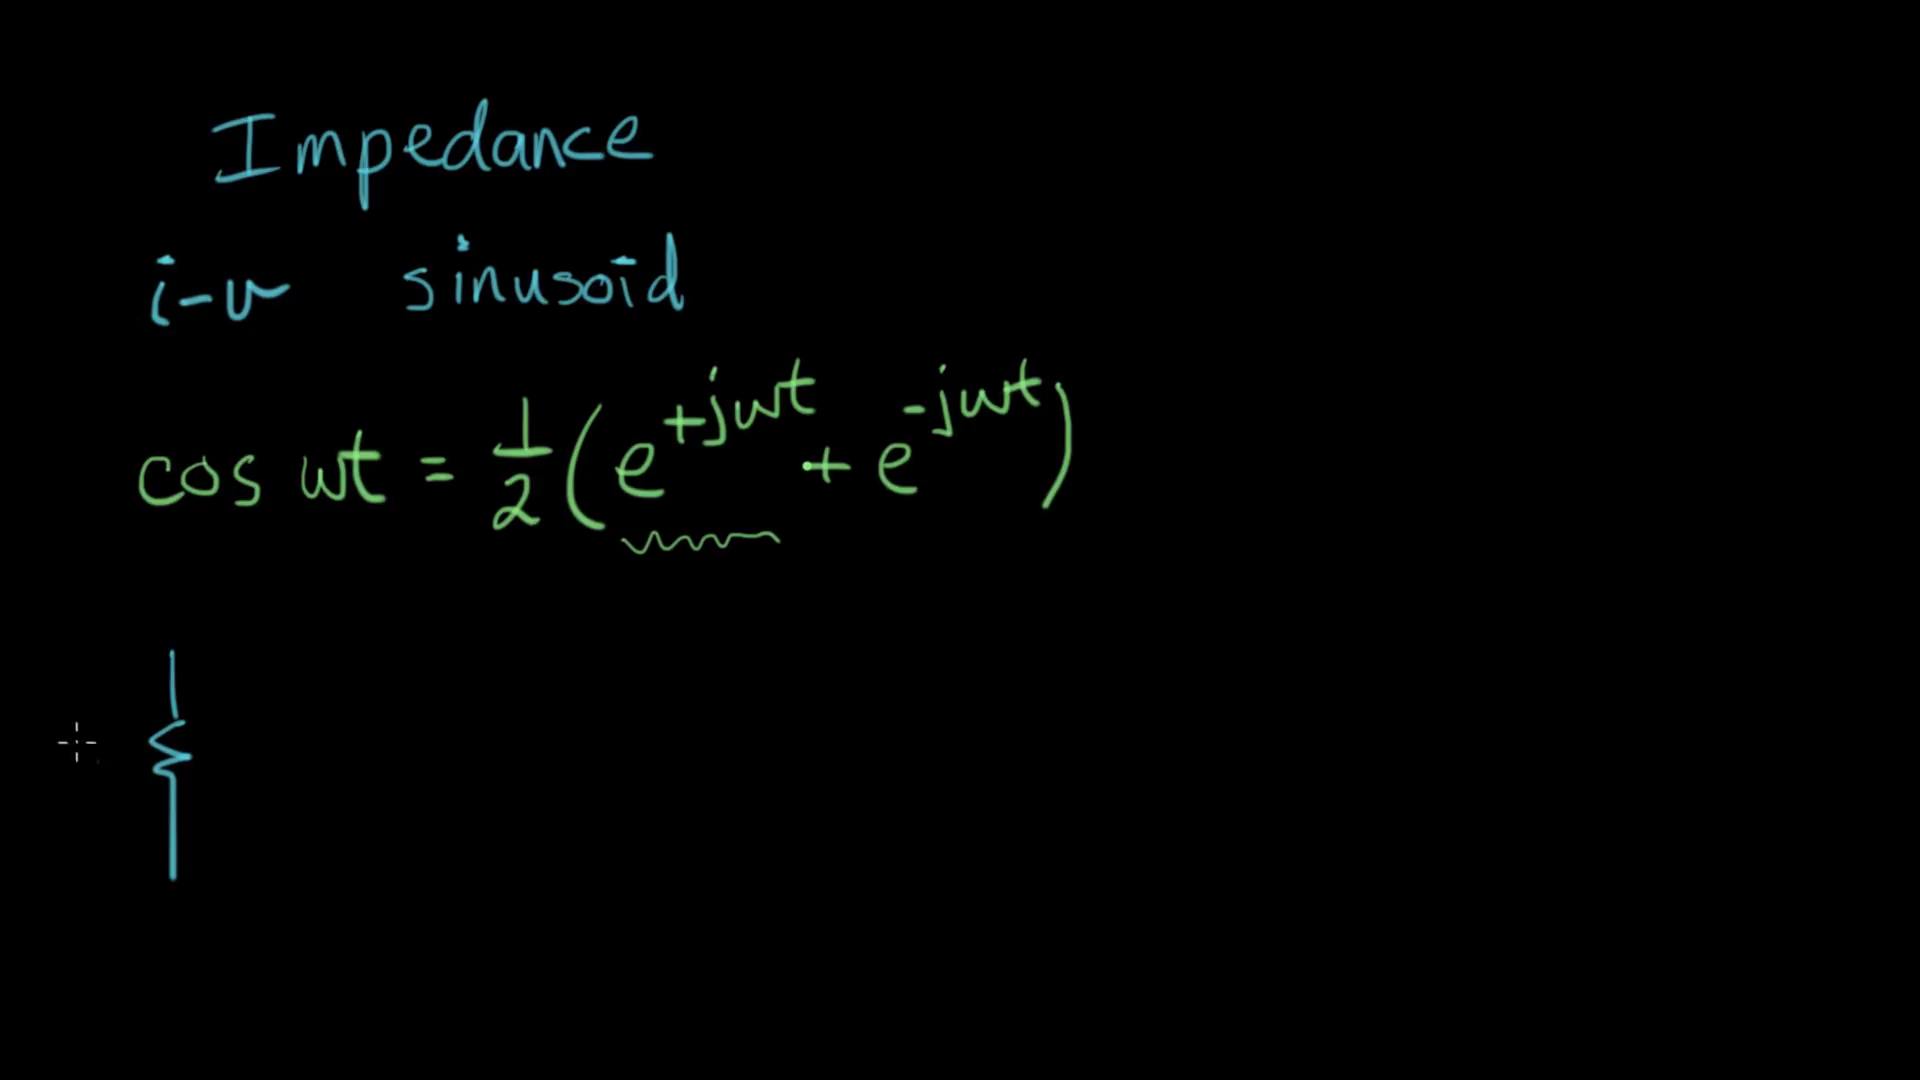 Impedance
i-v sinusoid
cos ωt = 1/2 (e^{+jωt} + e^{-jωt})